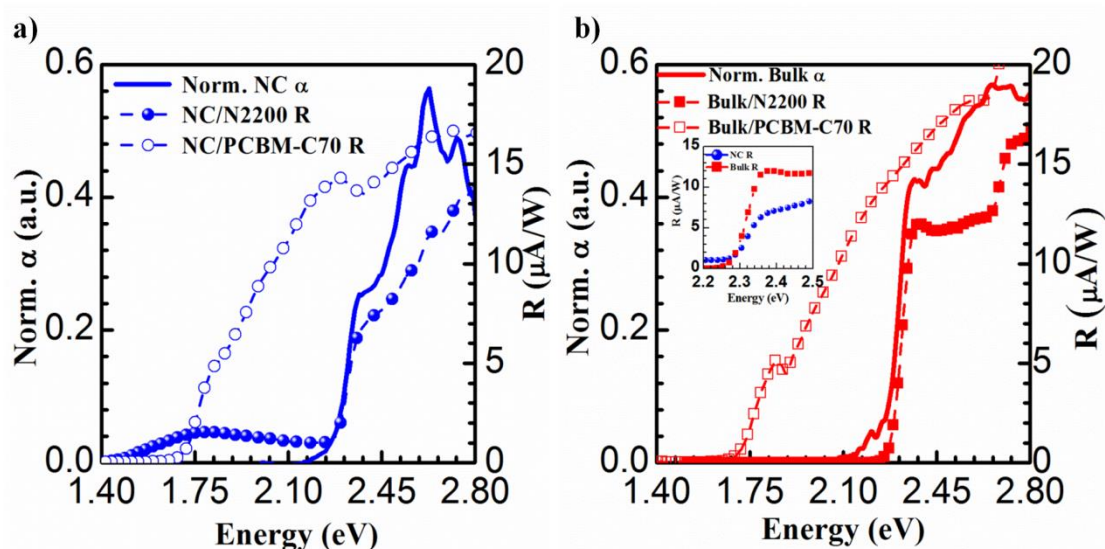 a)
Norm. NC α
NC/N2200 R
NC/PCBM-C70 R
Norm. α (a.u.)
0.6
0.4
0.2
0.0
20
15
10
5
0
R (μA/W)
1.40 1.75 2.10 2.45 2.80
Energy (eV)
b)
Norm. Bulk α
Bulk/N2200 R
Bulk/PCBM-C70 R
Norm. α (a.u.)
0.6
0.4
0.2
0.0
NC R
Bulk R
R (μA/W)
15
10
5
0
2.2 2.3 2.4 2.5
Energy (eV)
20
15
10
5
0
R (μA/W)
1.40 1.75 2.10 2.45 2.80
Energy (eV)